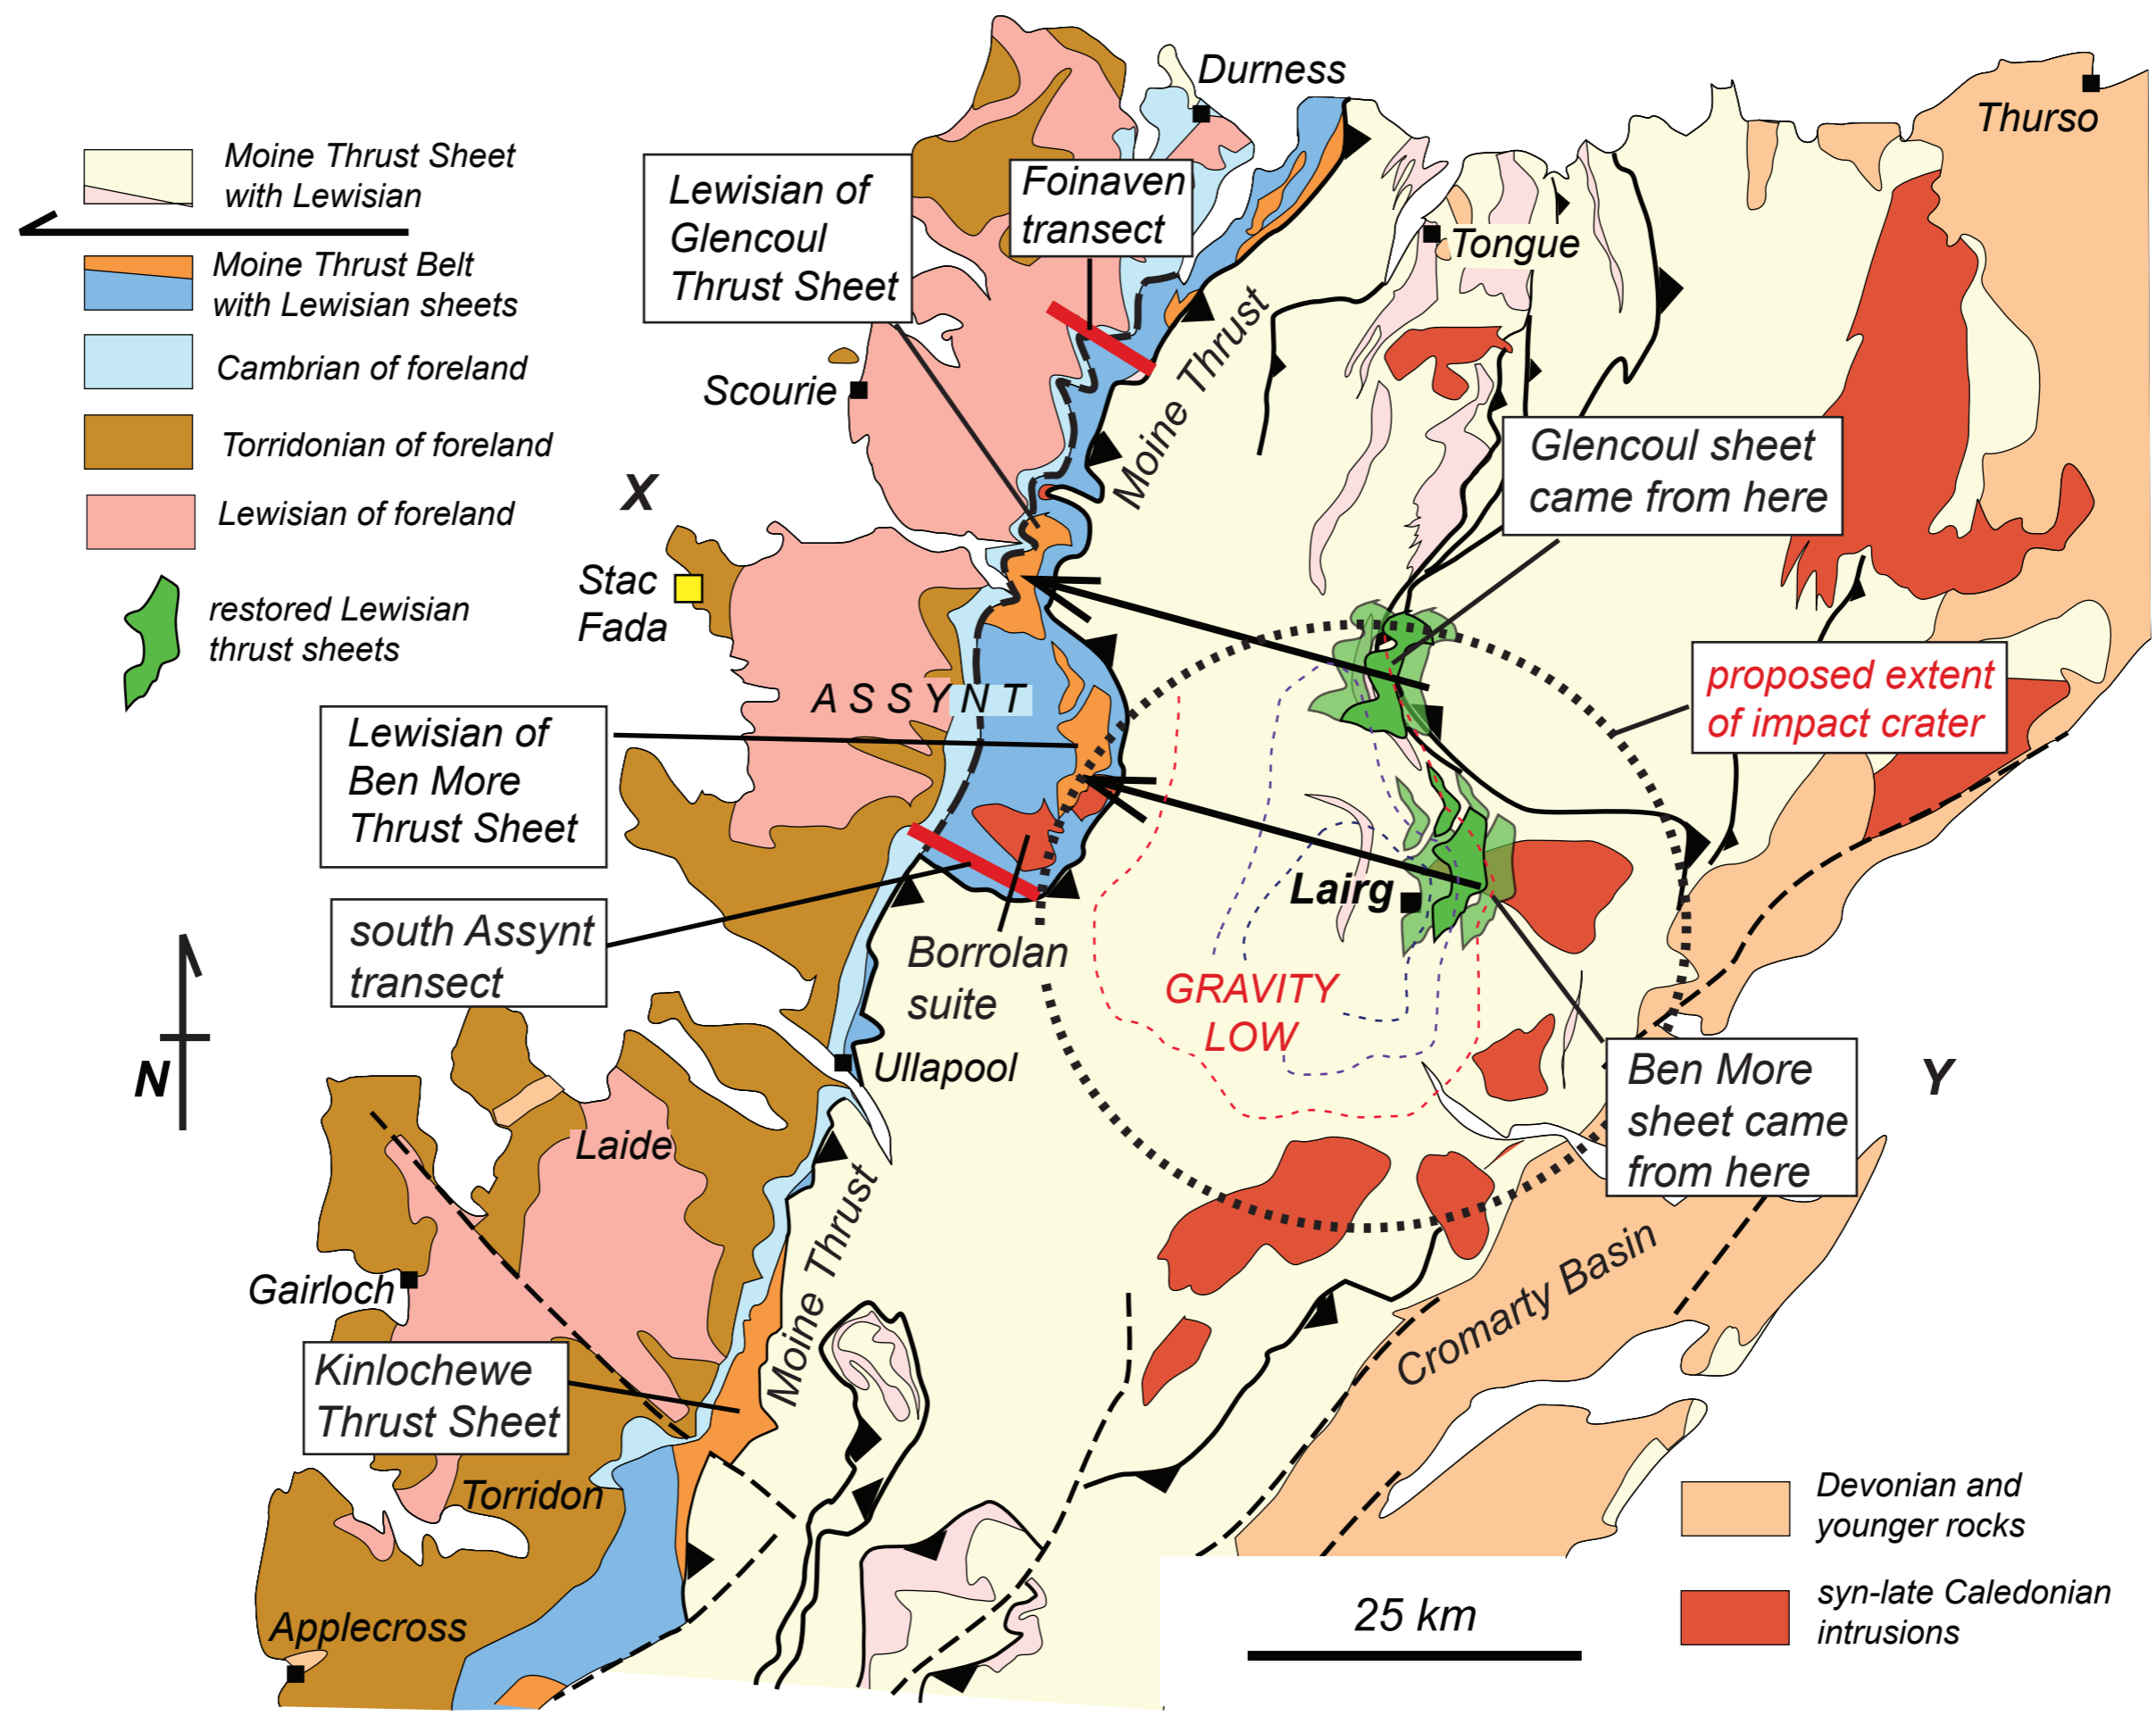 Moine Thrust Sheet
with Lewisian
Moine Thrust Belt
with Lewisian sheets
Cambrian of foreland
Torridonian of foreland
Lewisian of foreland
restored Lewisian
thrust sheets
Durness
Thurso
Lewisian of
Glencoul
Thrust Sheet
Foinaven
transect
Tongue
Scourie
Moine Thrust
Glencoul sheet
came from here
X
Stac
Fada
ASSYNT
proposed extent
of impact crater
Lewisian of
Ben More
Thrust Sheet
Lairg
south Assynt
transect
Borrolan
suite
GRAVITY
LOW
N
Ullapool
Ben More
sheet came
from here
Y
Laide
Moine Thrust
Gairloch
Cromarty Basin
Kinlochewe
Thrust Sheet
Torridon
Applecross
25 km
Devonian and
younger rocks
syn-late Caledonian
intrusions